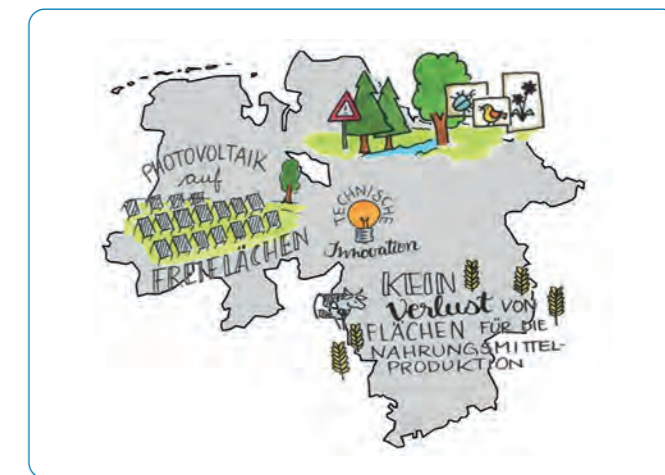 PHOTOVOLTAIK
auf
FREIFLÄCHEN
TECHNISCHE
Innovation
KEIN
Verlust VON
FLÄCHEN FÜR DIE
NAHRUNGSMITTEL-
PRODUKTION